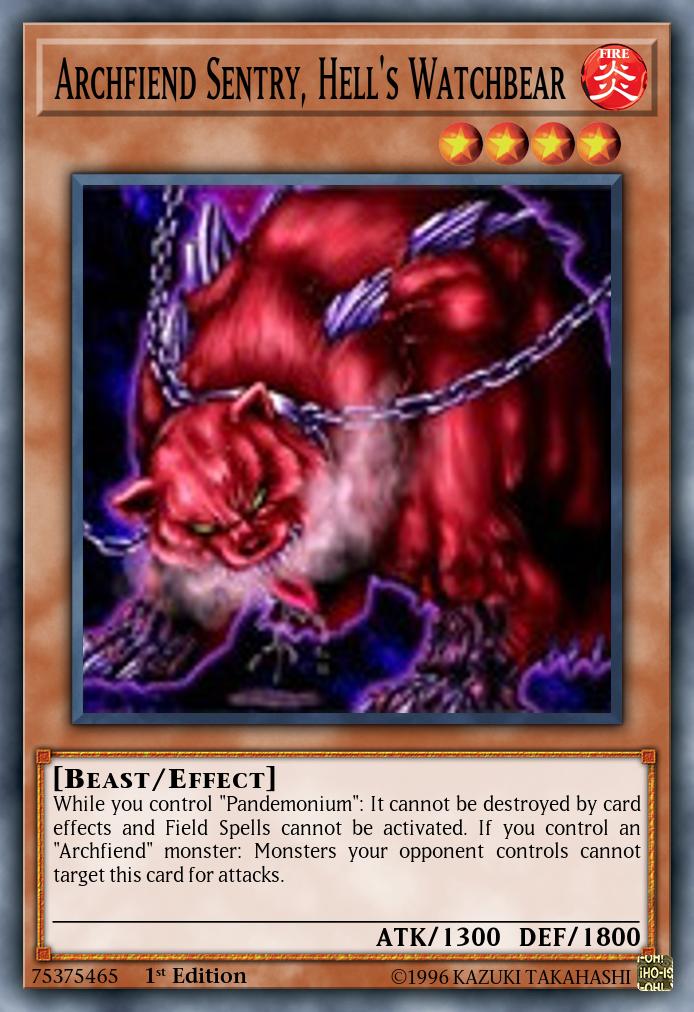 ARCHFIEND SENTRY, HELL'S WATCHBEAR
FIRE
炎
[BEAST/EFFECT]
While you control "Pandemonium": It cannot be destroyed by card
effects and Field Spells cannot be activated. If you control an
"Archfiend" monster: Monsters your opponent controls cannot
target this card for attacks.
ATK/1300 DEF/1800
75375465 1st Edition ©1996 KAZUKI TAKAHASHI